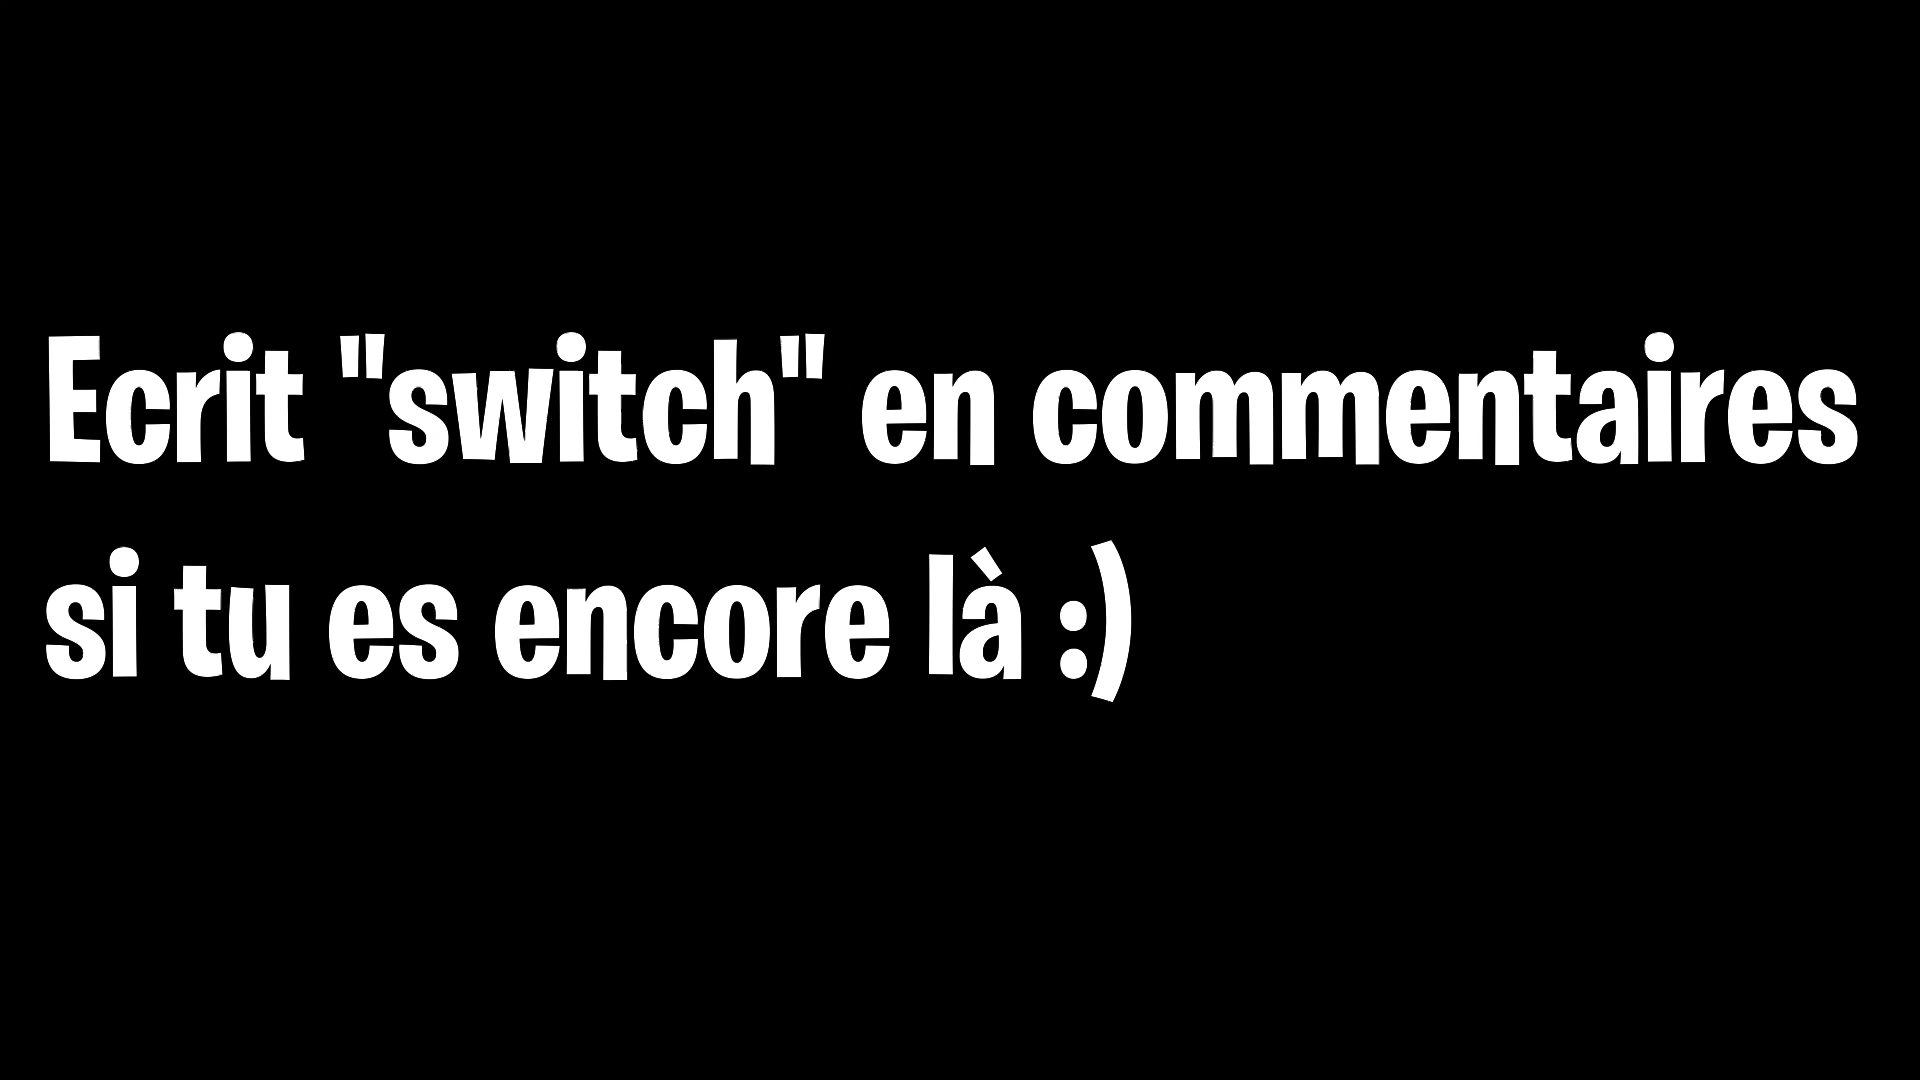 Ecrit "switch" en commentaires
si tu es encore là :)